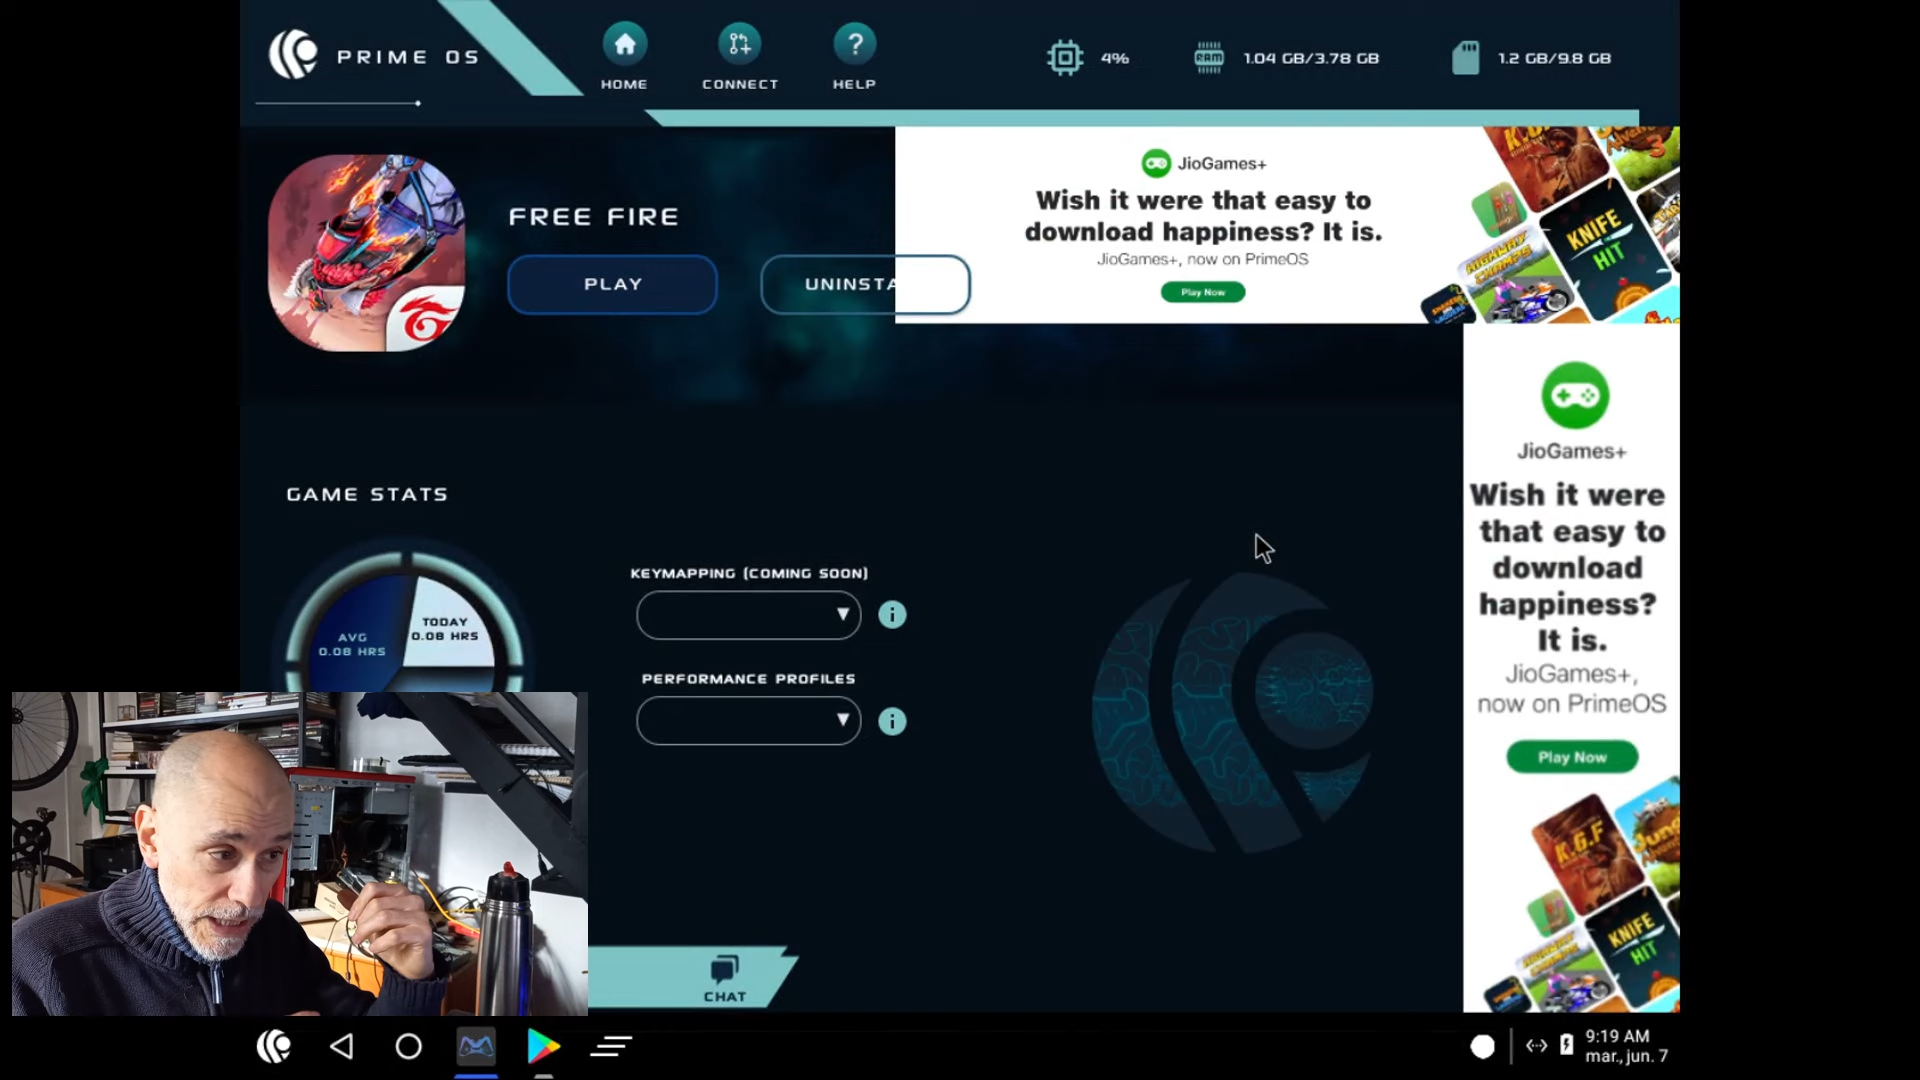 PRIME OS
HOME
CONNECT
?
HELP
4%
RAM
1.04 GB/3.78 GB
1.2 GB/9.8 GB
FREE FIRE
PLAY
UNINSTA
JioGames+
Wish it were that easy to
download happiness? It is.
JioGames+, now on PrimeOS
Play Now
3
KNIFE
HIT
HIGHWAY
GAME STATS
AVG
0.08 HRS
TODAY
0.08 HRS
KEYMAPPING (COMING SOON)
i
PERFORMANCE PROFILES
i
CHAT
JioGames+
Wish it were
that easy to
download
happiness?
It is.
JioGames+,
now on PrimeOS
Play Now
K.G.F
KNIFE
HIT
9:19 AM
mar., jun. 7